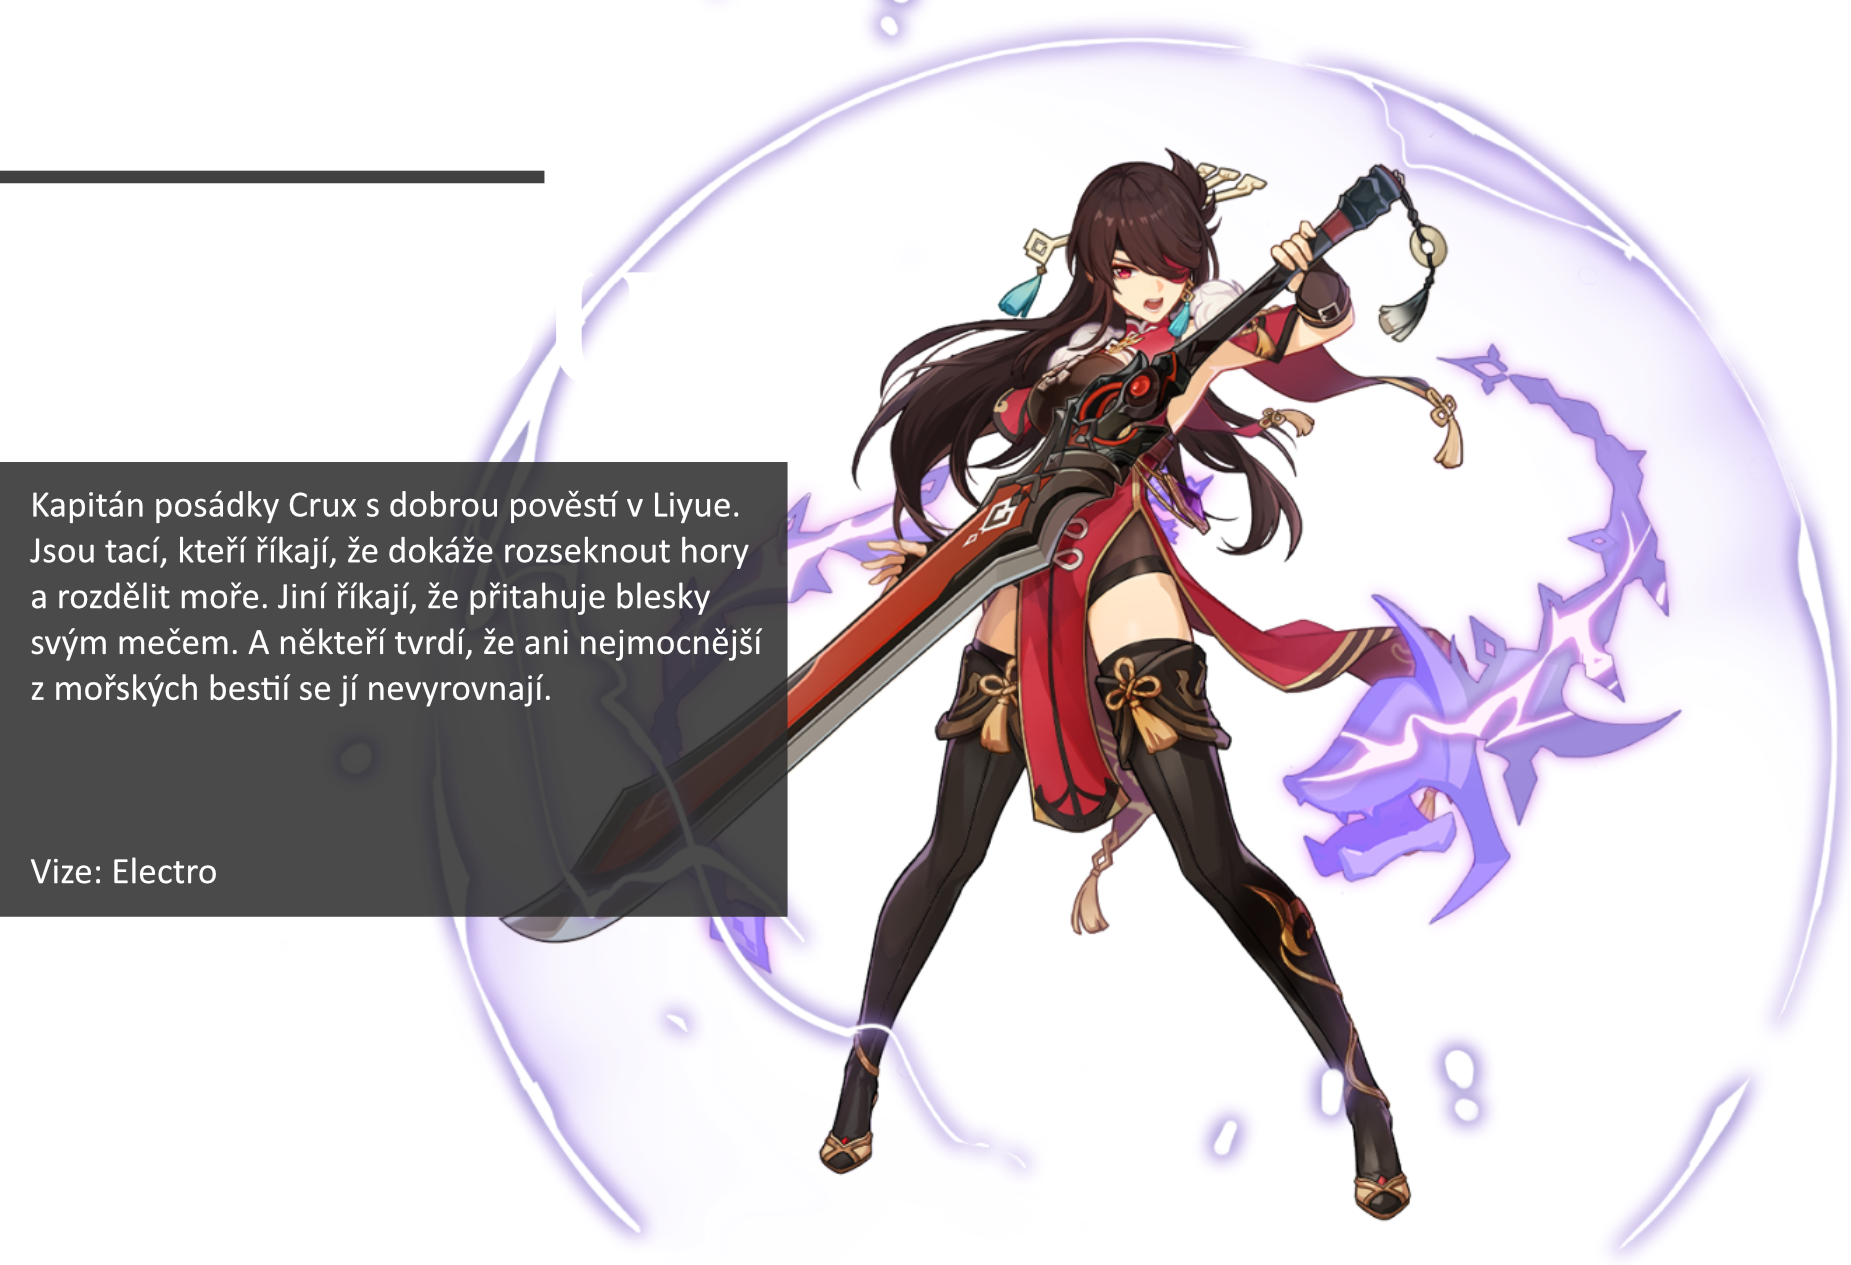 Kapitán posádky Crux s dobrou pověstí v Liyue.
Jsou tací, kteří říkají, že dokáže rozseknout hory
a rozdělit moře. Jiní říkají, že přitahuje blesky
svým mečem. A někteří tvrdí, že ani nejmocnější
z mořských bestií se jí nevyrovnají.
Vize: Electro